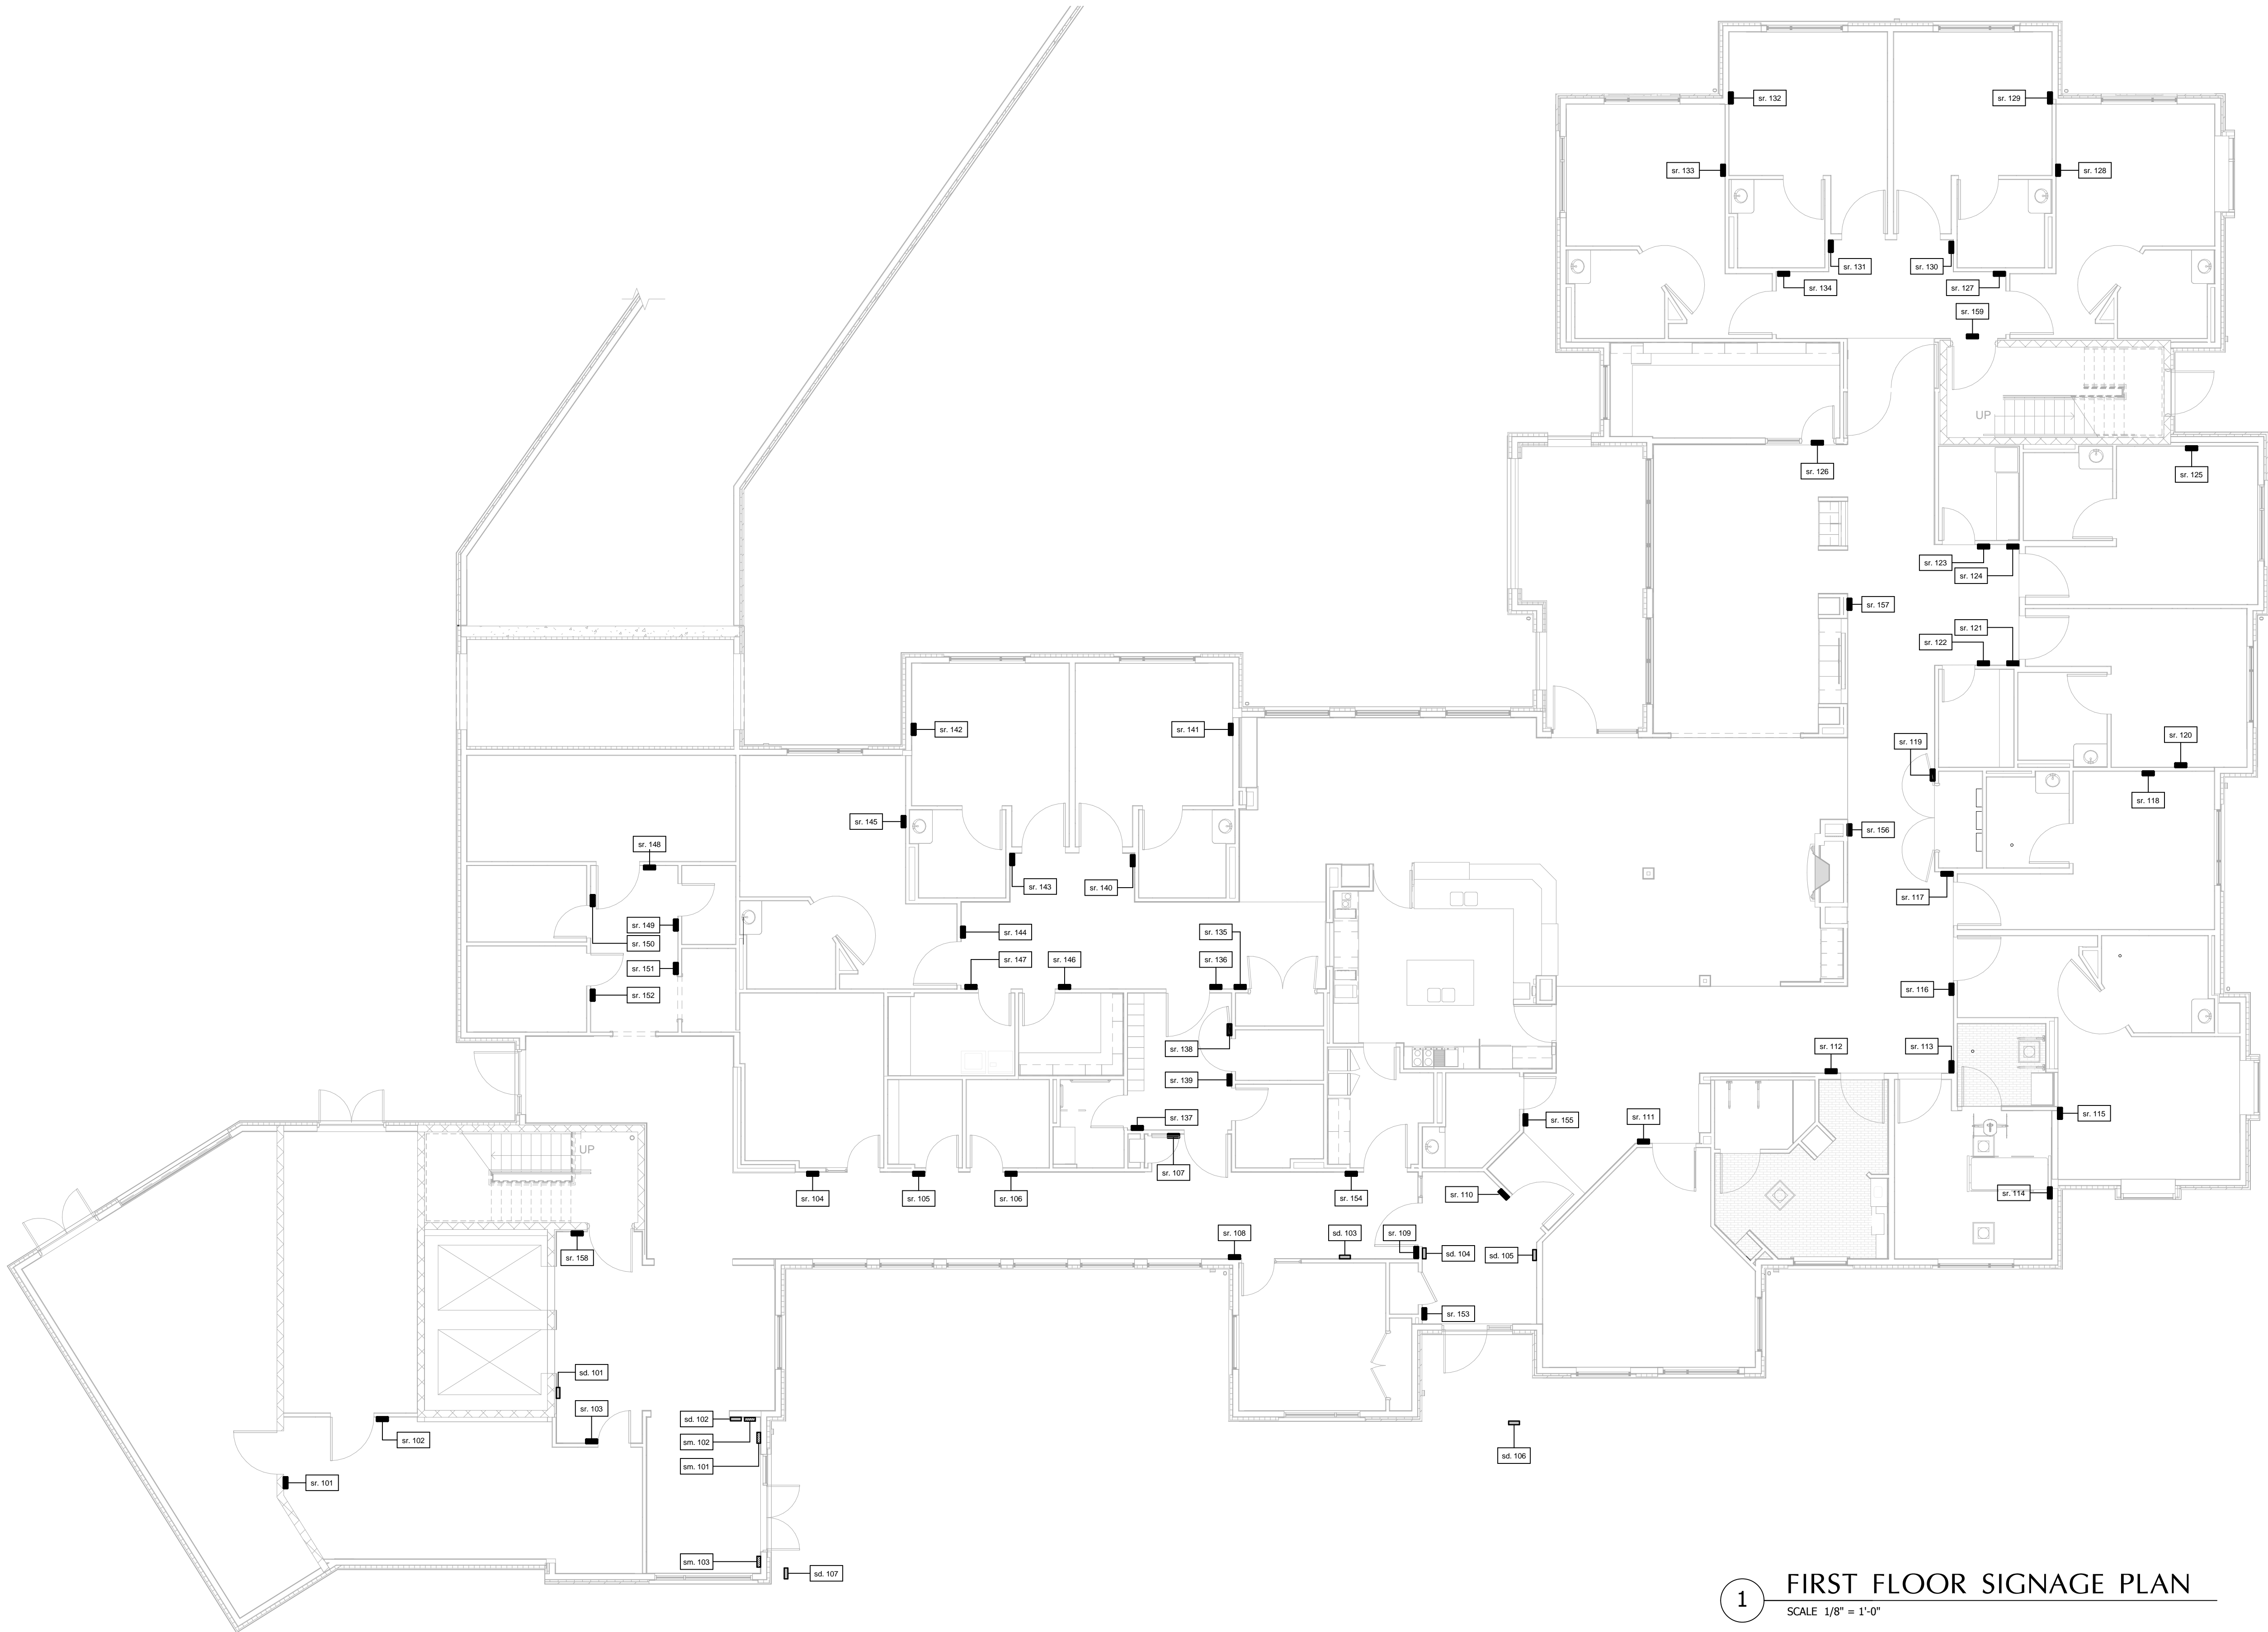 sr. 132
sr. 129
sr. 133
sr. 128
sr. 131
sr. 130
sr. 134
sr. 127
sr. 159
UP
sr. 126
sr. 125
sr. 123
sr. 124
sr. 157
sr. 121
sr. 122
sr. 142
sr. 141
sr. 119
sr. 120
sr. 118
sr. 145
sr. 156
sr. 148
sr. 143
sr. 140
sr. 117
sr. 149
sr. 144
sr. 135
sr. 150
sr. 147
sr. 146
sr. 136
sr. 151
sr. 116
sr. 152
sr. 138
sr. 112
sr. 113
sr. 139
sr. 137
sr. 155
sr. 111
sr. 115
UP
sr. 107
sr. 104
sr. 105
sr. 106
sr. 154
sr. 110
sr. 114
sr. 108
sd. 103
sr. 109
sd. 104
sd. 105
sr. 158
sr. 153
sd. 101
sr. 103
sd. 102
sr. 102
sm. 102
sd. 106
sm. 101
sr. 101
sm. 103
sd. 107
1
FIRST FLOOR SIGNAGE PLAN
SCALE 1/8" = 1'-0"